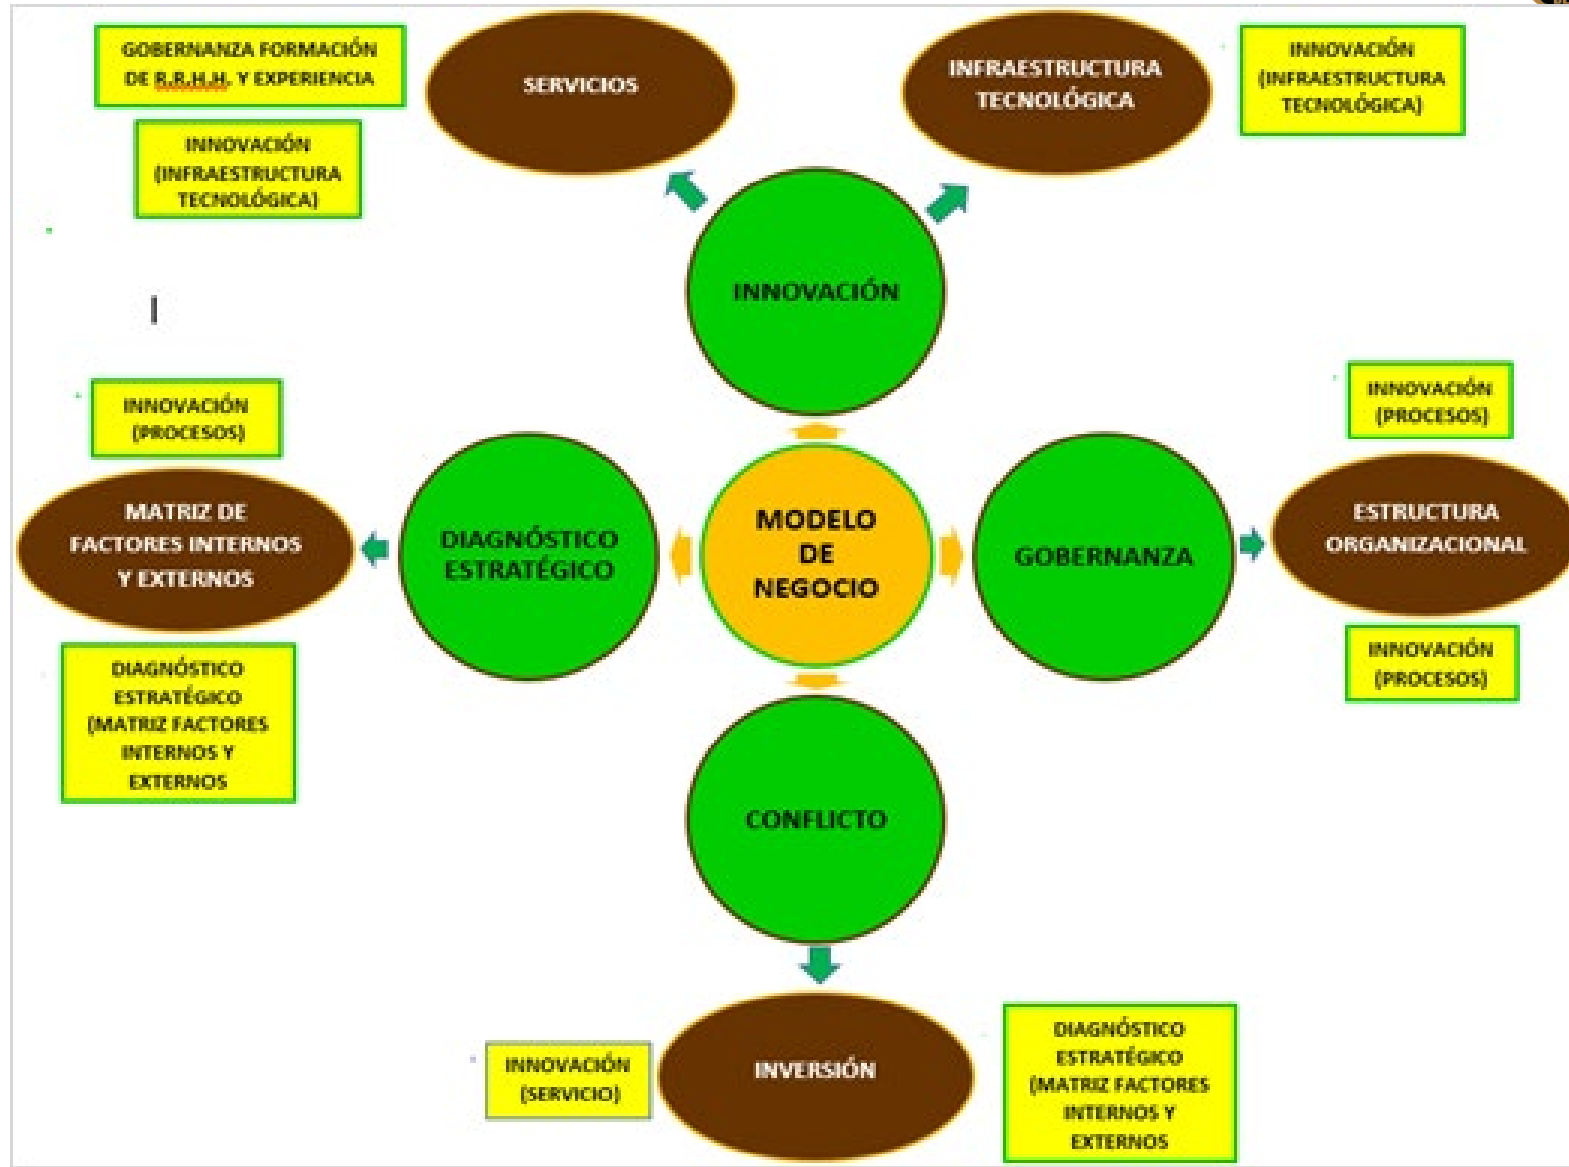 GOBERNANZA FORMACIÓN
DE R.R.H.H. Y EXPERIENCIA
SERVICIOS
INFRAESTRUCTURA
TECNOLÓGICA
INNOVACIÓN
(INFRAESTRUCTURA
TECNOLÓGICA)
INNOVACIÓN
(INFRAESTRUCTURA
TECNOLÓGICA)
INNOVACIÓN
INNOVACIÓN
(PROCESOS)
INNOVACIÓN
(PROCESOS)
MATRIZ DE
FACTORES INTERNOS
Y EXTERNOS
DIAGNÓSTICO
ESTRATÉGICO
MODELO
DE
NEGOCIO
GOBERNANZA
ESTRUCTURA
ORGANIZACIONAL
DIAGNÓSTICO
ESTRATÉGICO
(MATRIZ FACTORES
INTERNOS Y
EXTERNOS
INNOVACIÓN
(PROCESOS)
CONFLICTO
INNOVACIÓN
(SERVICIO)
INVERSIÓN
DIAGNÓSTICO
ESTRATÉGICO
(MATRIZ FACTORES
INTERNOS Y
EXTERNOS